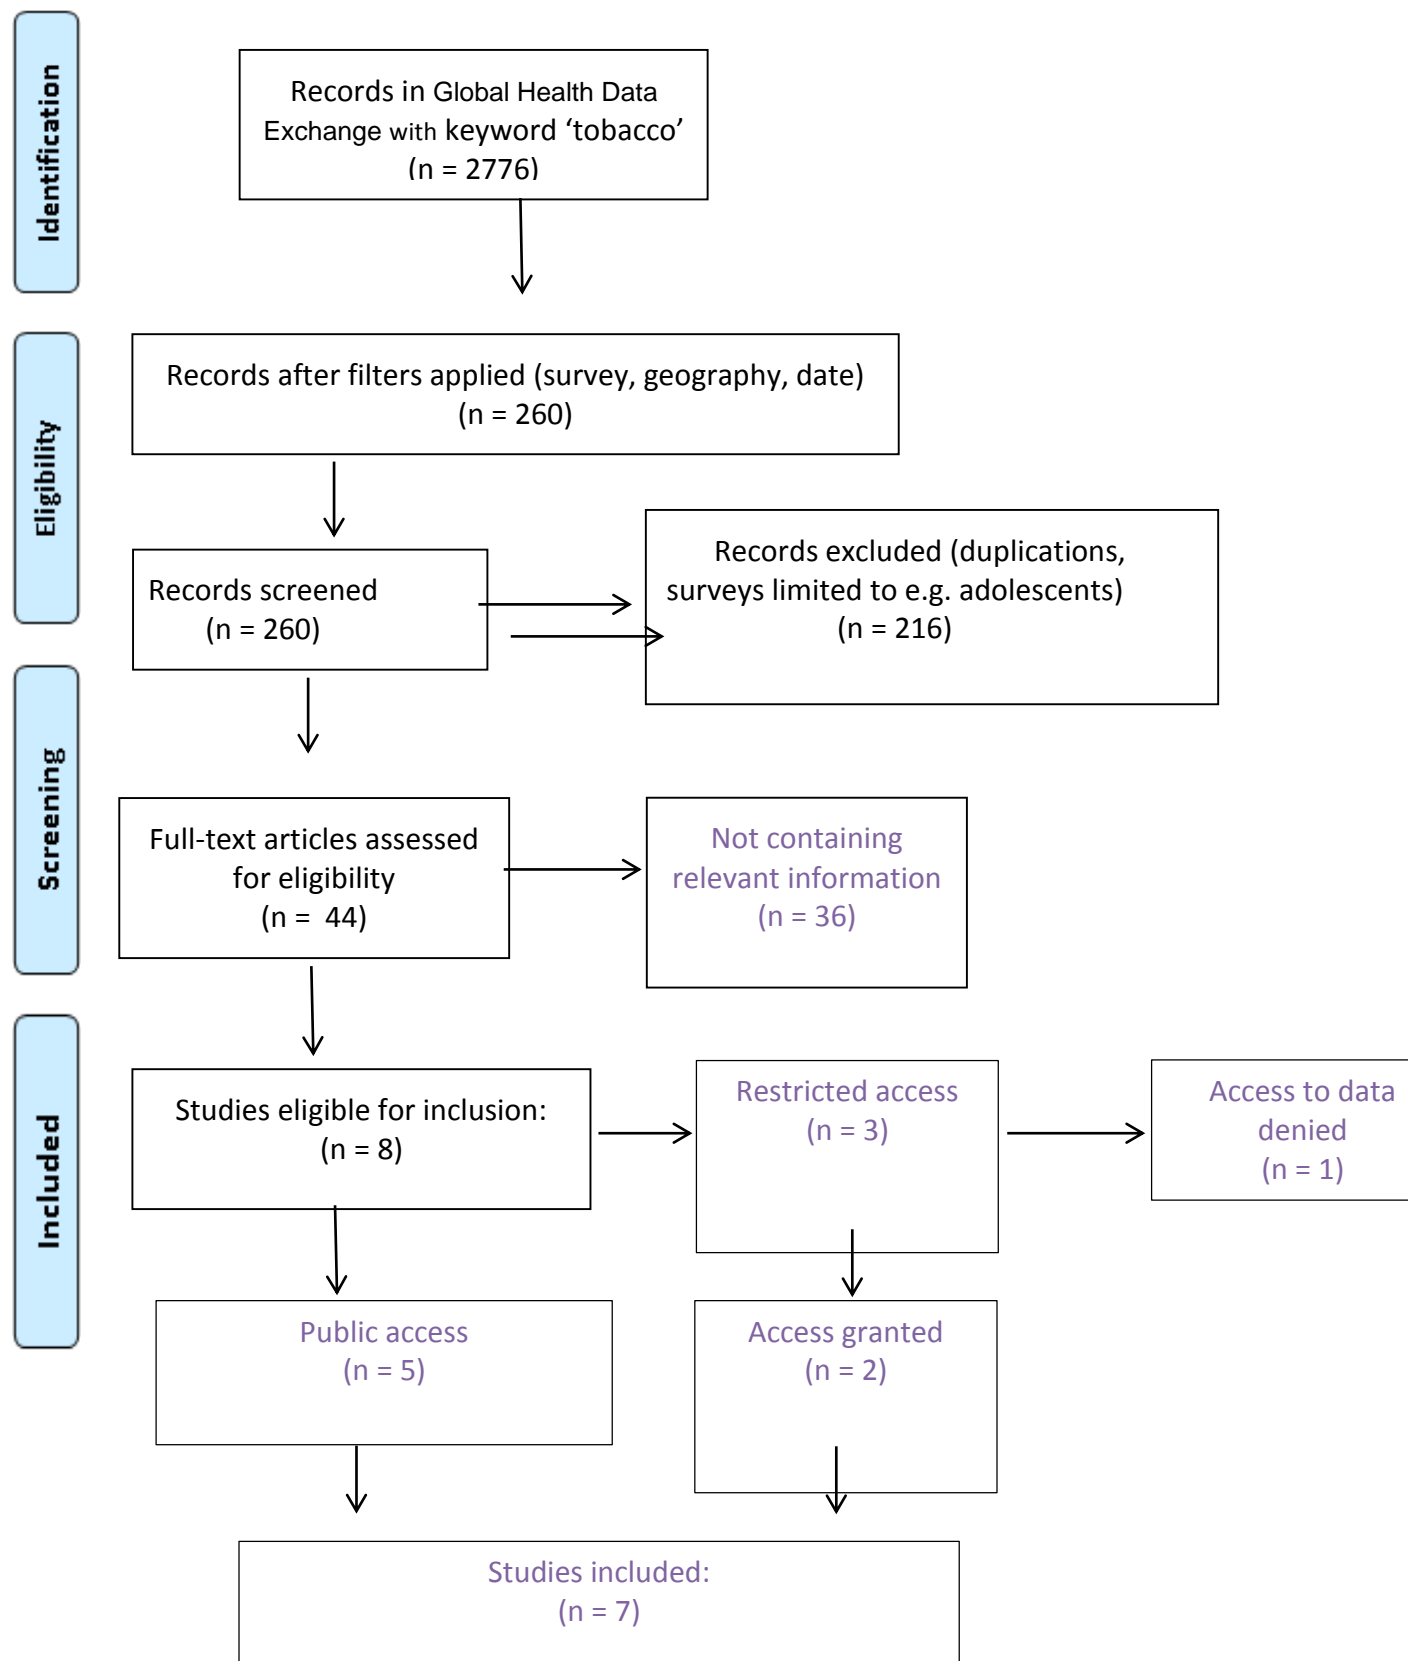 Identification
Records in Global Health Data
Exchange with keyword ‘tobacco’
(n = 2776)
Eligibility
Records after filters applied (survey, geography, date)
(n = 260)
Records screened
(n = 260)
Records excluded (duplications,
surveys limited to e.g. adolescents)
(n = 216)
Screening
Full-text articles assessed
for eligibility
(n = 44)
Not containing
relevant information
(n = 36)
Included
Studies eligible for inclusion:
(n = 8)
Restricted access
(n = 3)
Access to data
denied
(n = 1)
Public access
(n = 5)
Access granted
(n = 2)
Studies included:
(n = 7)